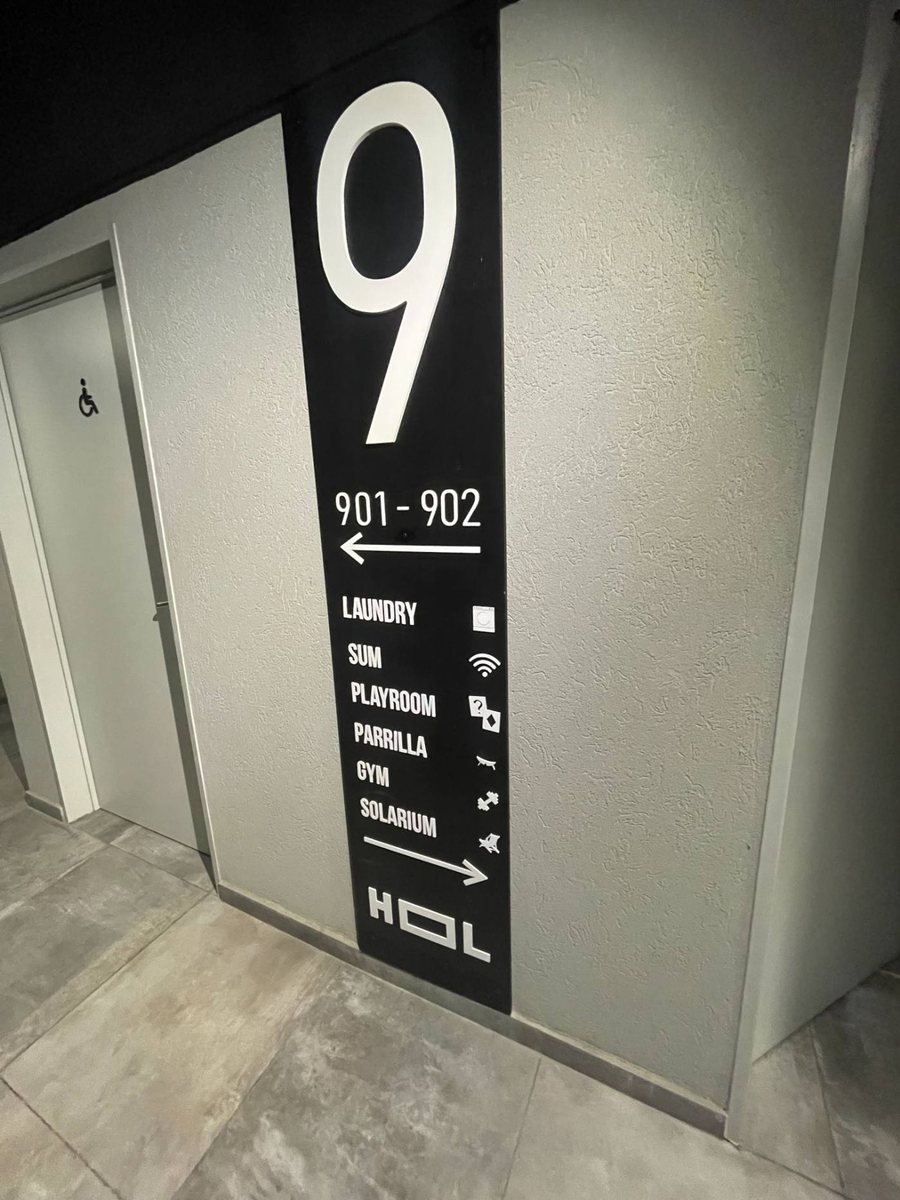 9
901 - 902
LAUNDRY
SUM
PLAYROOM
PARRILLA
GYM
SOLARIUM
HOL